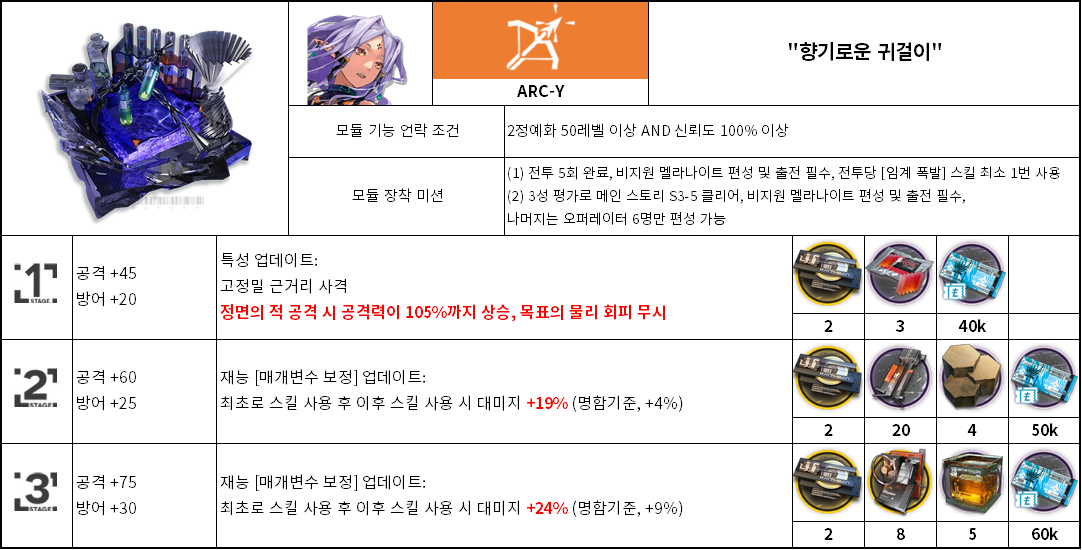 "향기로운 귀걸이"
ARC-Y
모듈 기능 언락 조건
2정예화 50레벨 이상 AND 신뢰도 100% 이상
모듈 장착 미션
(1) 전투 5회 완료, 비지원 멜라나이트 편성 및 출전 필수, 전투당 [임계 폭발] 스킬 최소 1번 사용
(2) 3성 평가로 메인 스토리 S3-5 클리어, 비지원 멜라나이트 편성 및 출전 필수,
나머지는 오퍼레이터 6명만 편성 가능
1
STAGE
공격 +45
방어 +20
특성 업데이트:
고정밀 근거리 사격
정면의 적 공격 시 공격력이 105%까지 상승, 목표의 물리 회피 무시
2
3
40k
2
STAGE
공격 +60
방어 +25
재능 [매개변수 보정] 업데이트:
최초로 스킬 사용 후 이후 스킬 사용 시 대미지 +19% (명함기준, +4%)
2
20
4
50k
3
STAGE
공격 +75
방어 +30
재능 [매개변수 보정] 업데이트:
최초로 스킬 사용 후 이후 스킬 사용 시 대미지 +24% (명함기준, +9%)
2
8
5
60k